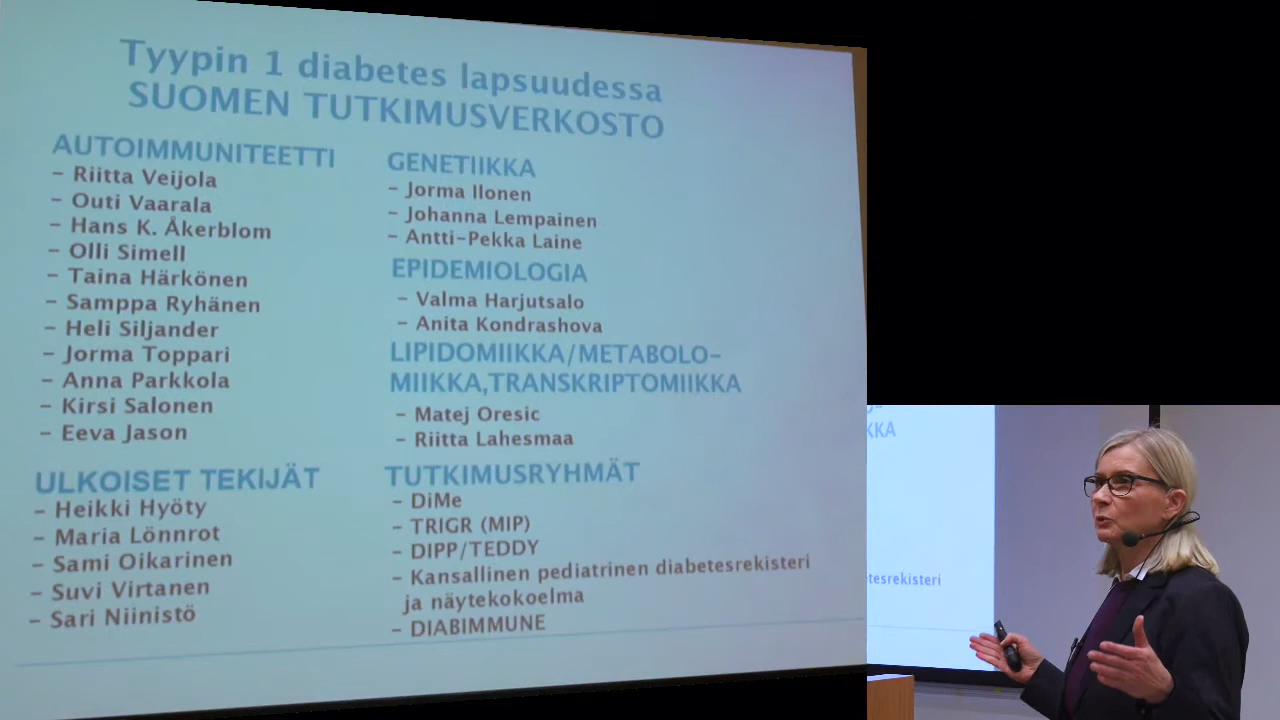 Tyypin 1 diabetes lapsuudessa
SUOMEN TUTKIMUSVERKOSTO
AUTOIMMUNITEETTI
– Riitta Veijola
– Outi Vaarala
– Hans K. Åkerblom
– Olli Simell
– Taina Härkönen
– Samppa Ryhänen
– Heli Siljander
– Jorma Toppari
– Anna Parkkola
– Kirsi Salonen
– Eeva Jason
ULKOISET TEKIJÄT
– Heikki Hyöty
– Maria Lönnrot
– Sami Oikarinen
– Suvi Virtanen
– Sari Niinistö
GENETIIKKA
– Jorma Ilonen
– Johanna Lempainen
– Antti-Pekka Laine
EPIDEMIOLOGIA
– Valma Harjutsalo
– Anita Kondrashova
LIPIDOMIIKKA/METABOLO-
MIIKKA,TRANSKRIPTOMIIKKA
– Matej Oresic
– Riitta Lahesmaa
TUTKIMUSRYHMÄT
– DiMe
– TRIGR (MIP)
– DIPP/TEDDY
– Kansallinen pediatrinen diabetesrekisteri
ja näytekokoelma
– DIABIMMUNE
O-
KKA
etesrekisteri